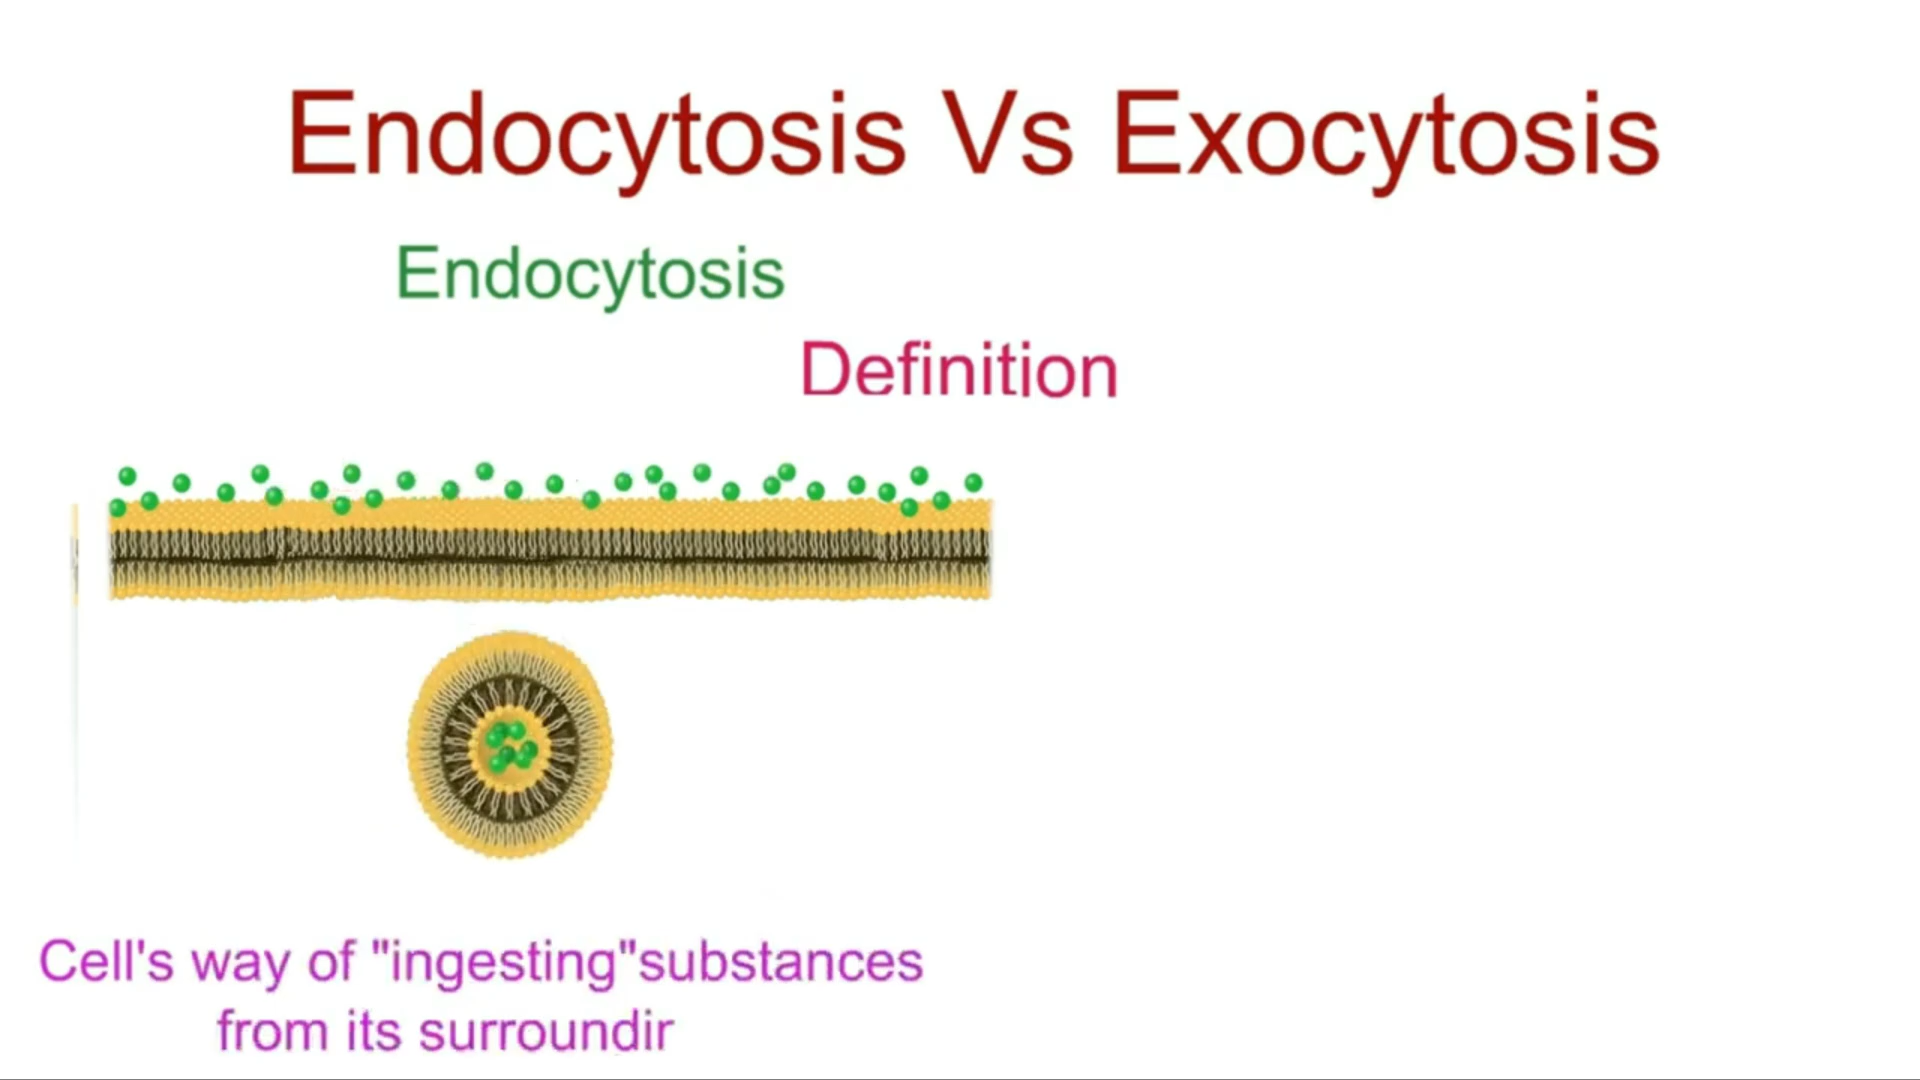 Endocytosis Vs Exocytosis
Endocytosis
Definition
Cell's way of "ingesting"substances
from its surroundir